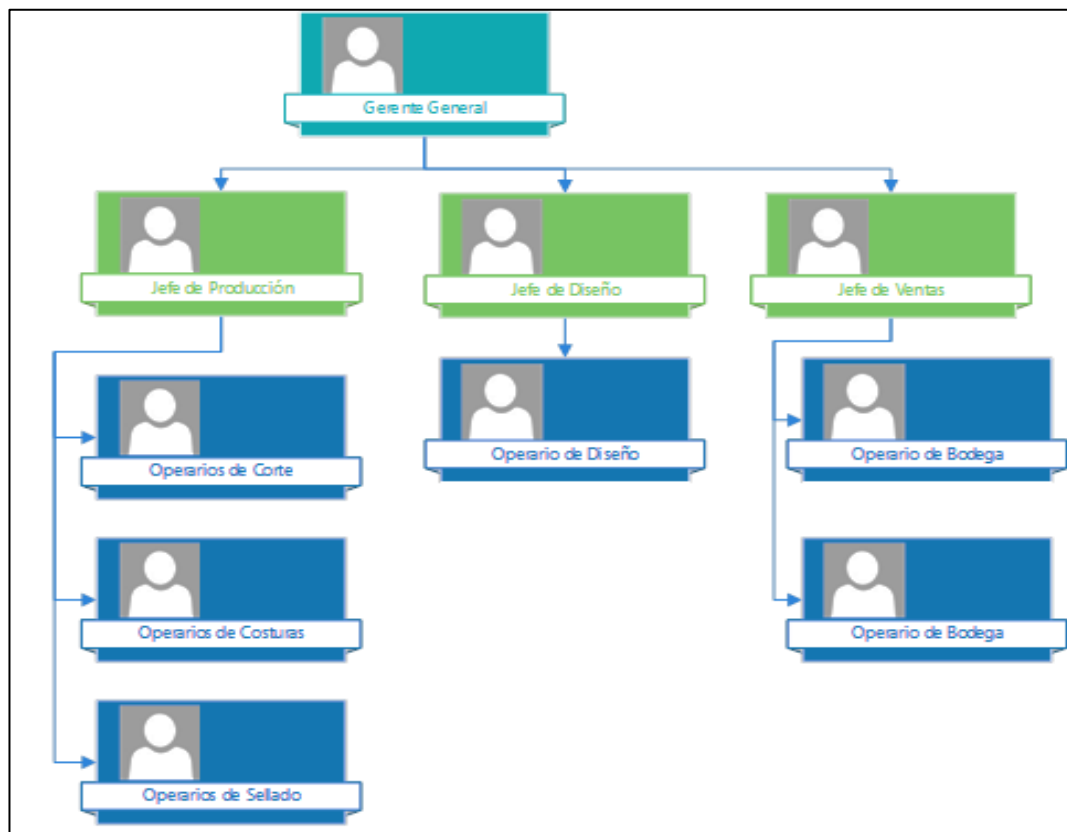 Gerente General
Jefe de Producción
Jefe de Diseño
Jefe de Ventas
Operarios de Corte
Operario de Diseño
Operario de Bodega
Operarios de Costuras
Operario de Bodega
Operarios de Sellado